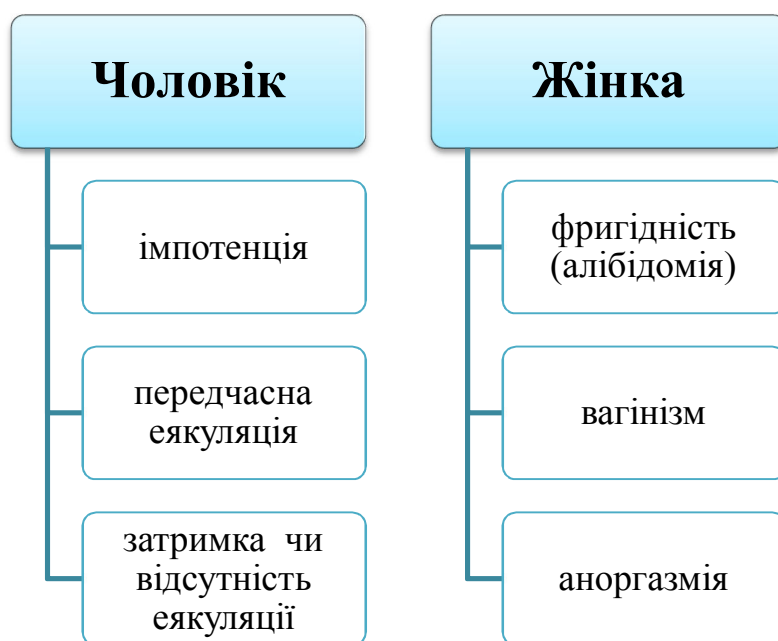 Чоловік
імпотенція
передчасна
еякуляція
затримка чи
відсутність
еякуляції
Жінка
фригідність
(алібідомія)
вагінізм
аноргазмія